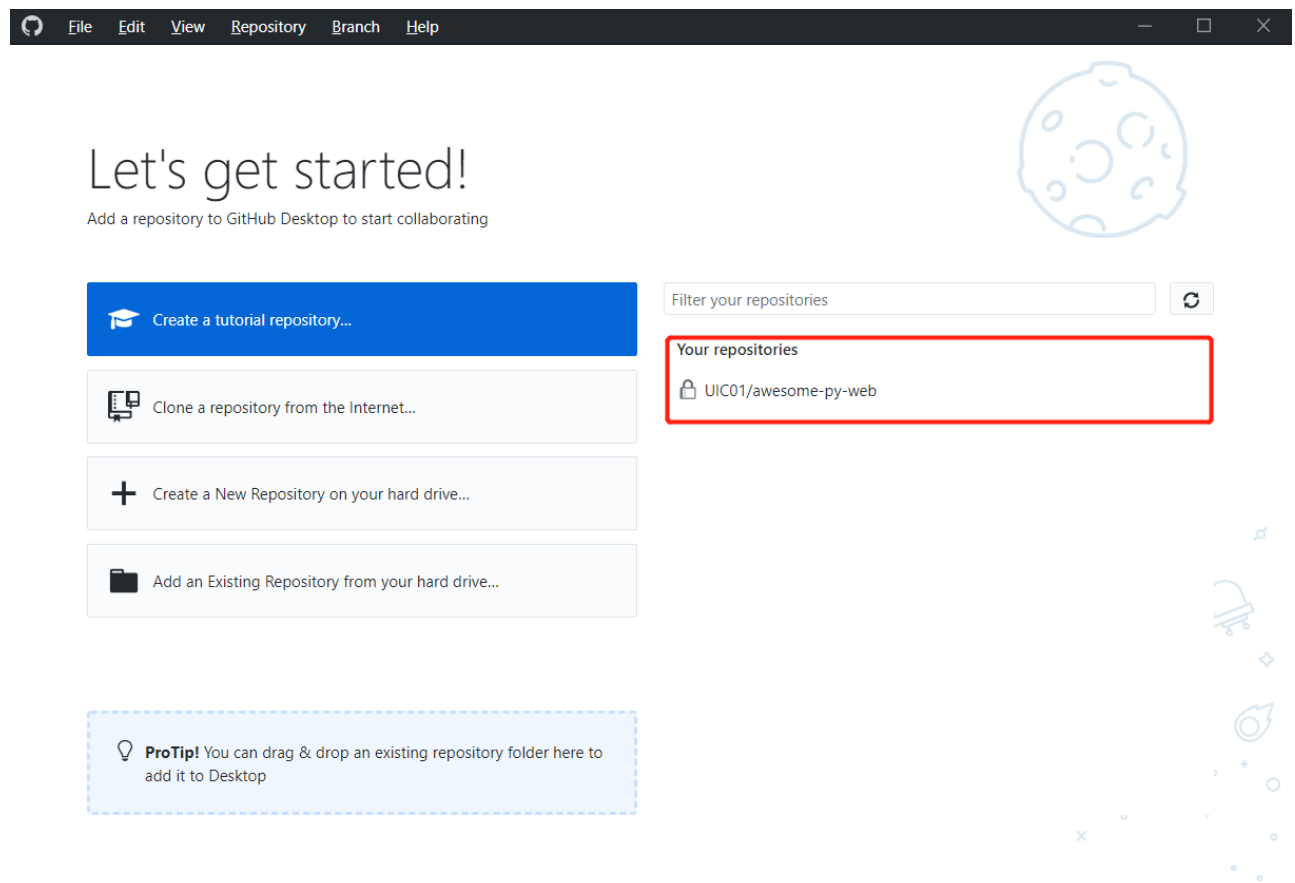 File Edit View Repository Branch Help
Let's get started!
Add a repository to GitHub Desktop to start collaborating
Create a tutorial repository...
Clone a repository from the Internet...
Create a New Repository on your hard drive...
Add an Existing Repository from your hard drive...
ProTip! You can drag & drop an existing repository folder here to
add it to Desktop
Filter your repositories
Your repositories
UIC01/awesome-py-web